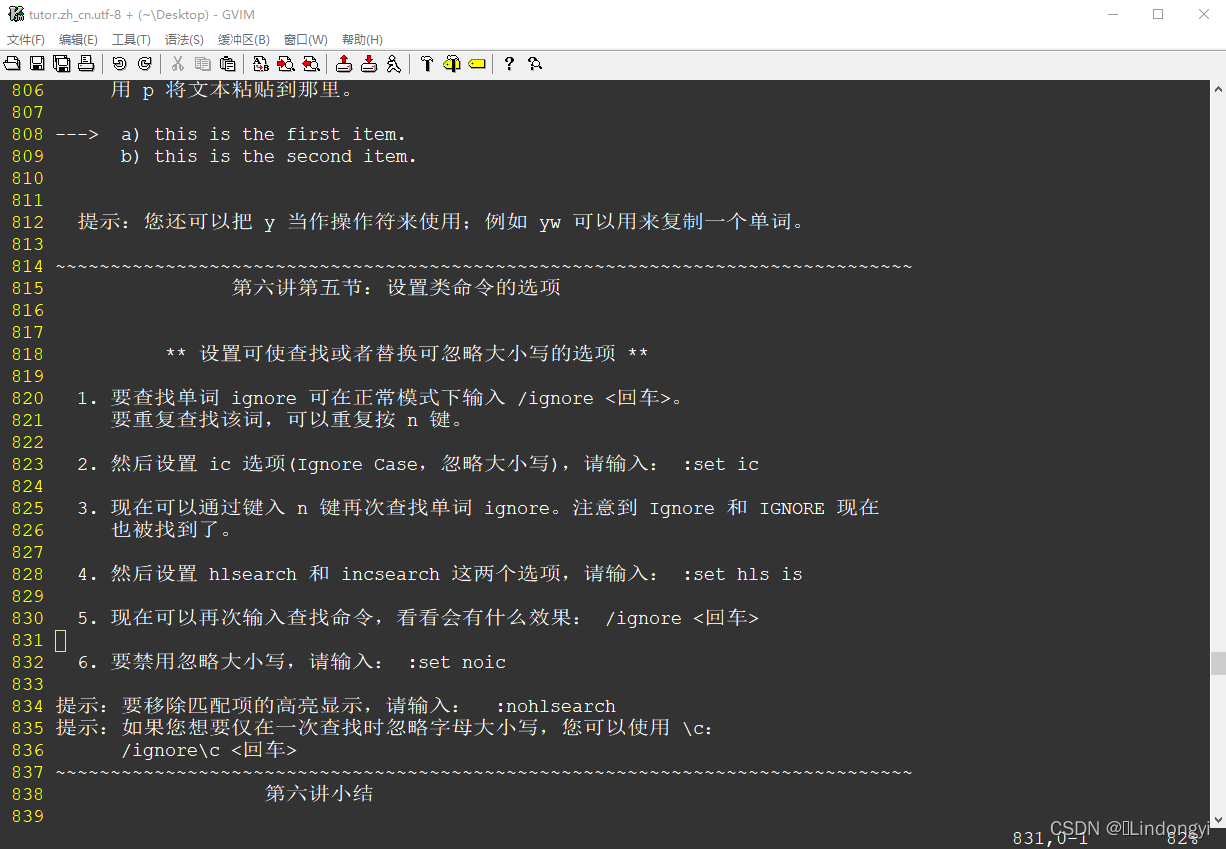 tutor.zh_cn.utf-8 + (~\Desktop) - GVIM
文件(F) 编辑(E) 工具(T) 语法(S) 缓冲区(B) 窗口(W) 帮助(H)
806 用 p 将文本粘贴到那里。
807
808 ---> a) this is the first item.
809 b) this is the second item.
810
811
812 提示：您还可以把 y 当作操作符来使用；例如 yw 可以用来复制一个单词。
813
814 ~~~~~~~~~~~~~~~~~~~~~~~~~~~~~~~~~~~~~~~~~~~~~~~~~~~~~~~~~~~~~~~~~~~~~~~~~~~~~~
815 第六讲第五节：设置类命令的选项
816
817
818 ** 设置可使查找或者替换可忽略大小写的选项 **
819
820 1. 要查找单词 ignore 可在正常模式下输入 /ignore <回车>。
821 要重复查找该词，可以重复按 n 键。
822
823 2. 然后设置 ic 选项(Ignore Case，忽略大小写)，请输入： :set ic
824
825 3. 现在可以通过键入 n 键再次查找单词 ignore。注意到 Ignore 和 IGNORE 现在
826 也被找到了。
827
828 4. 然后设置 hlsearch 和 incsearch 这两个选项，请输入： :set hls is
829
830 5. 现在可以再次输入查找命令，看看会有什么效果： /ignore <回车>
831
832 6. 要禁用忽略大小写，请输入： :set noic
833
834 提示：要移除匹配项的高亮显示，请输入： :nohlsearch
835 提示：如果您想要仅在一次查找时忽略字母大小写，您可以使用 \c：
836 /ignore\c <回车>
837 ~~~~~~~~~~~~~~~~~~~~~~~~~~~~~~~~~~~~~~~~~~~~~~~~~~~~~~~~~~~~~~~~~~~~~~~~~~~~~~
838 第六讲小结
839
831,0-1 82%
CSDN @Lindongyi